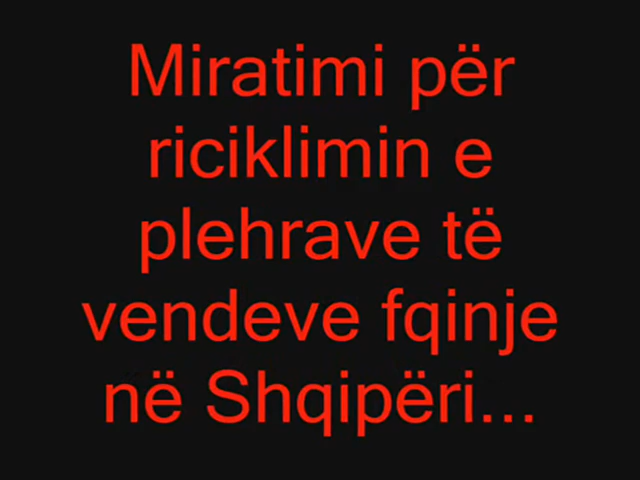 Miratimi për
riciklimin e
plehrave të
vendeve fqinje
në Shqipëri...